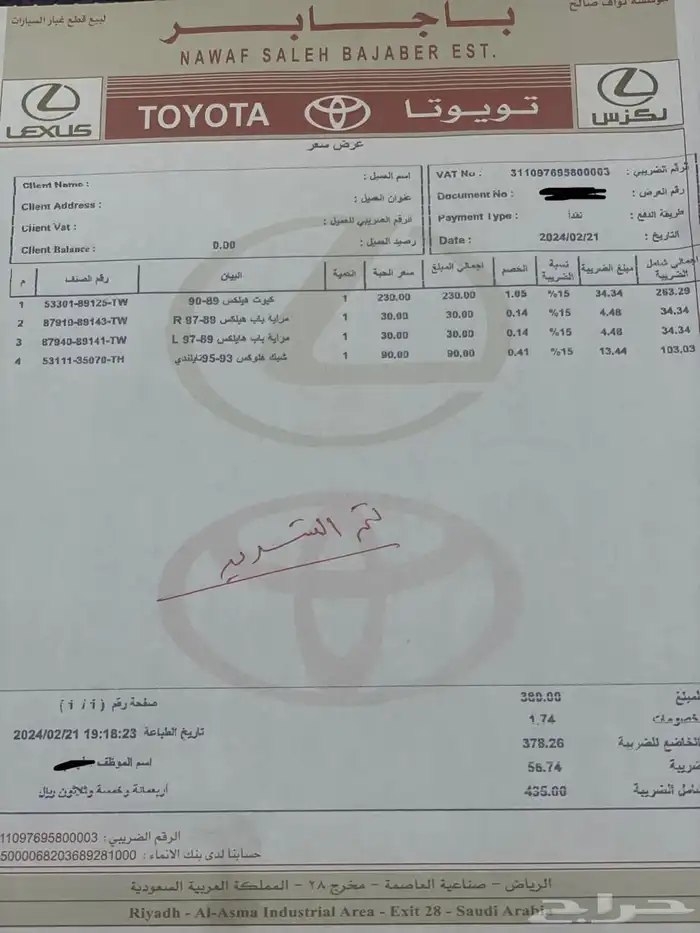 مؤسسة نواف صالح
لبيع قطع غيار السيارات
باجابر
NAWAF SALEH BAJABER EST.
LEXUS TOYOTA تويوتا لكزس
عرض سعر
Client Name : اسم العميل :
Client Address : عنوان العميل :
Client Vat : الرقم الضريبي للعميل :
Client Balance : 0.00 رصيد العميل :
VAT No : 311097695800003 الرقم الضريبي :
Document No : رقم العرض :
Payment Type : نقداً طريقة الدفع :
Date : 2024/02/21 التاريخ :
م رقم الصنف البيان الكمية سعر الحبة اجمالي المبلغ الخصم نسبة الضريبة مبلغ الضريبة اجمالي شامل الضريبة
1 53301-89125-TW كبوت هيلكس 89-90 1 230.00 230.00 1.05 %15 34.34 263.29
2 87910-89143-TW مراية باب هيلكس 89-97 R 1 30.00 30.00 0.14 %15 4.48 34.34
3 87940-89141-TW مراية باب هايلكس 89-97 L 1 30.00 30.00 0.14 %15 4.48 34.34
4 53111-35070-TH شبك هلوكس 93-95تايلندي 1 90.00 90.00 0.41 %15 13.44 103.03
تم التسديد
صفحة رقم ( 1 / 1 )
تاريخ الطباعة 2024/02/21 19:18:23
اسم الموظف
اربعمائة وخمسة وثلاثون ريال
المبلغ 380.00
خصومات 1.74
الخاضع للضريبة 378.26
ضريبة 56.74
شامل الضريبة 435.00
الرقم الضريبي : 11097695800003
حسابنا لدى بنك الانماء : 5000068203689281000
الرياض - صناعية العاصمة - مخرج ٢٨ - المملكة العربية السعودية
Riyadh - Al-Asma Industrial Area - Exit 28 - Saudi Arabi
حراج